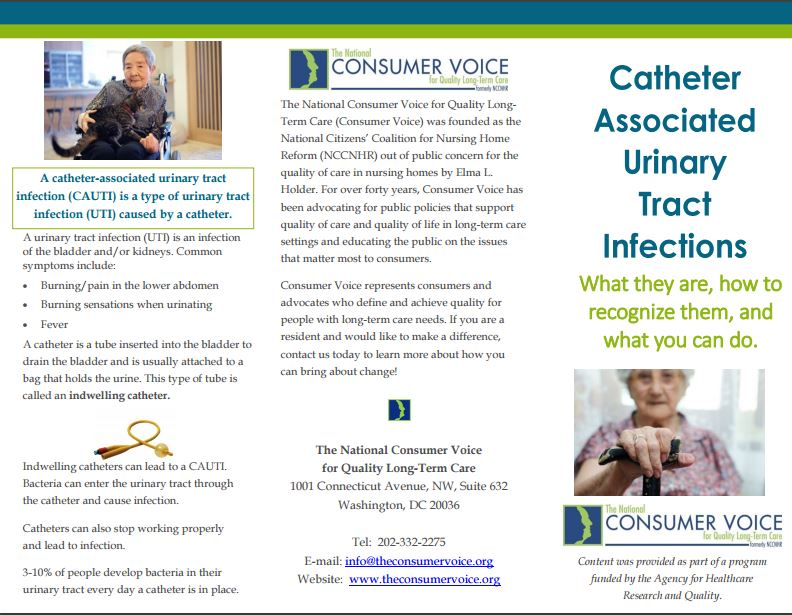 A catheter-associated urinary tract
infection (CAUTI) is a type of urinary tract
infection (UTI) caused by a catheter.
A urinary tract infection (UTI) is an infection
of the bladder and/or kidneys. Common
symptoms include:
• Burning/pain in the lower abdomen
• Burning sensations when urinating
• Fever
A catheter is a tube inserted into the bladder to
drain the bladder and is usually attached to a
bag that holds the urine. This type of tube is
called an indwelling catheter.
Indwelling catheters can lead to a CAUTI.
Bacteria can enter the urinary tract through
the catheter and cause infection.
Catheters can also stop working properly
and lead to infection.
3-10% of people develop bacteria in their
urinary tract every day a catheter is in place.
The National
CONSUMER VOICE
for Quality Long-Term Care
formerly NCCNHR
The National Consumer Voice for Quality Long-
Term Care (Consumer Voice) was founded as the
National Citizens' Coalition for Nursing Home
Reform (NCCNHR) out of public concern for the
quality of care in nursing homes by Elma L.
Holder. For over forty years, Consumer Voice has
been advocating for public policies that support
quality of care and quality of life in long-term care
settings and educating the public on the issues
that matter most to consumers.
Consumer Voice represents consumers and
advocates who define and achieve quality for
people with long-term care needs. If you are a
resident and would like to make a difference,
contact us today to learn more about how you
can bring about change!
The National Consumer Voice
for Quality Long-Term Care
1001 Connecticut Avenue, NW, Suite 632
Washington, DC 20036
Tel: 202-332-2275
E-mail: info@theconsumervoice.org
Website: www.theconsumervoice.org
Catheter
Associated
Urinary
Tract
Infections
What they are, how to
recognize them, and
what you can do.
The National
CONSUMER VOICE
for Quality Long-Term Care
formerly NCCNHR
Content was provided as part of a program
funded by the Agency for Healthcare
Research and Quality.